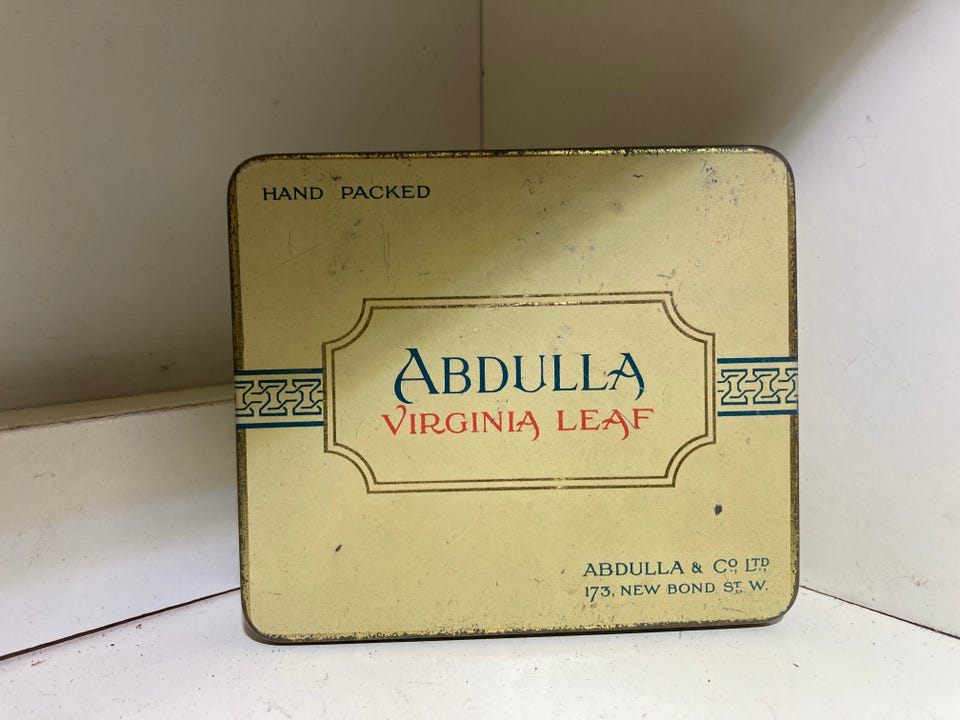 HAND PACKED
ABDULLA
VIRGINIA LEAF
ABDULLA & Co. LTD.
173, NEW BOND ST. W.